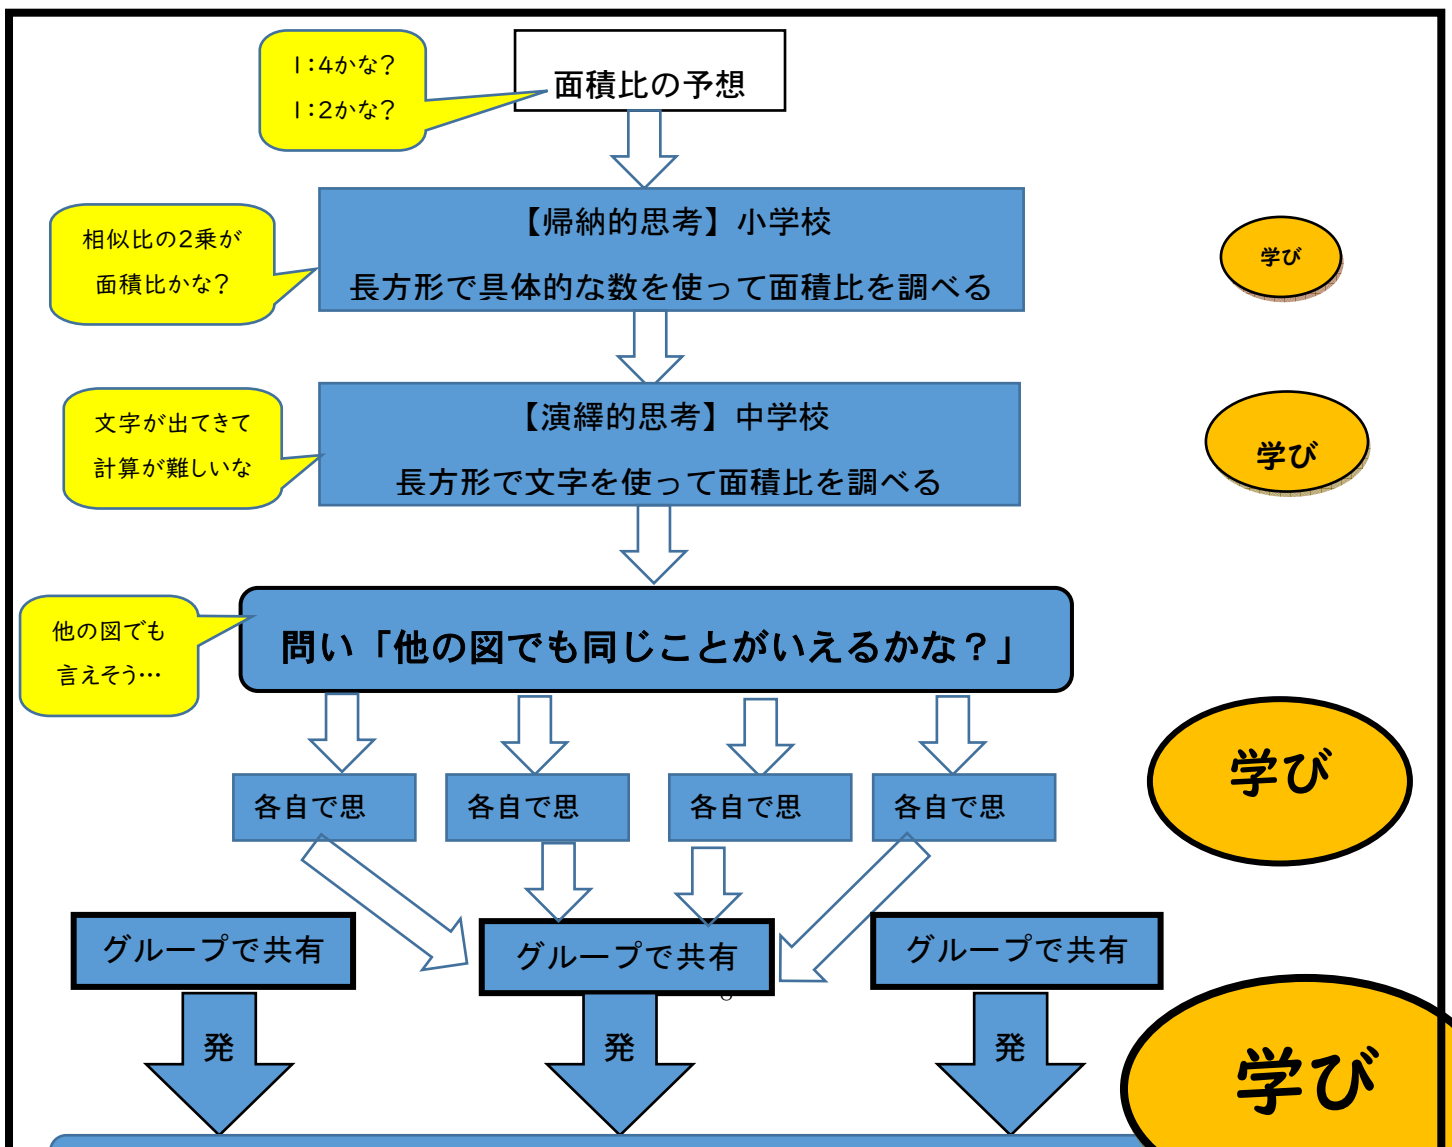 1:4かな?
1:2かな?
面積比の予想
相似比の2乗が
面積比かな?
【帰納的思考】小学校
長方形で具体的な数を使って面積比を調べる
学び
文字が出てきて
計算が難しいな
【演繹的思考】中学校
長方形で文字を使って面積比を調べる
学び
他の図でも
言えそう…
問い「他の図でも同じことがいえるかな?」
各自で思
各自で思
各自で思
各自で思
学び
グループで共有
グループで共有
グループで共有
発
発
発
学び